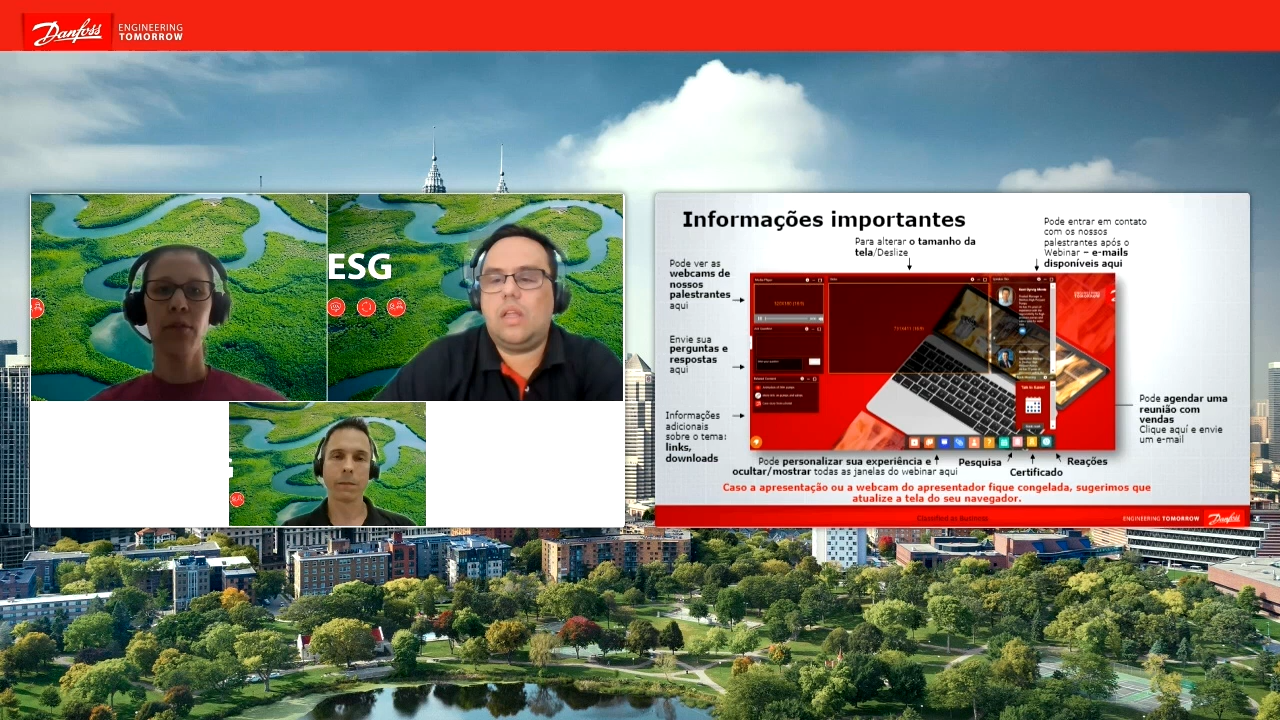 Danfoss
ENGINEERING
TOMORROW
ESG
Informações importantes
Para alterar o tamanho da
tela/Deslize
Pode entrar em contato
com os nossos
palestrantes após o
Webinar – e-mails
disponíveis aqui
Pode ver as
webcams de
nossos
palestrantes
aqui
Envie sua
perguntas e
respostas
aqui
Informações
adicionais
sobre o tema:
links,
downloads
Pode agendar uma
reunião com
vendas
Clique aquí e envie
um e-mail
Pode personalizar sua experiência e
ocultar/mostrar todas as janelas do webinar aqui
Pesquisa
Certificado
Reações
Caso a apresentação ou a webcam do apresentador fique congelada, sugerimos que
atualize a tela do seu navegador.
Classified as Business
ENGINEERING TOMORROW
Danfoss